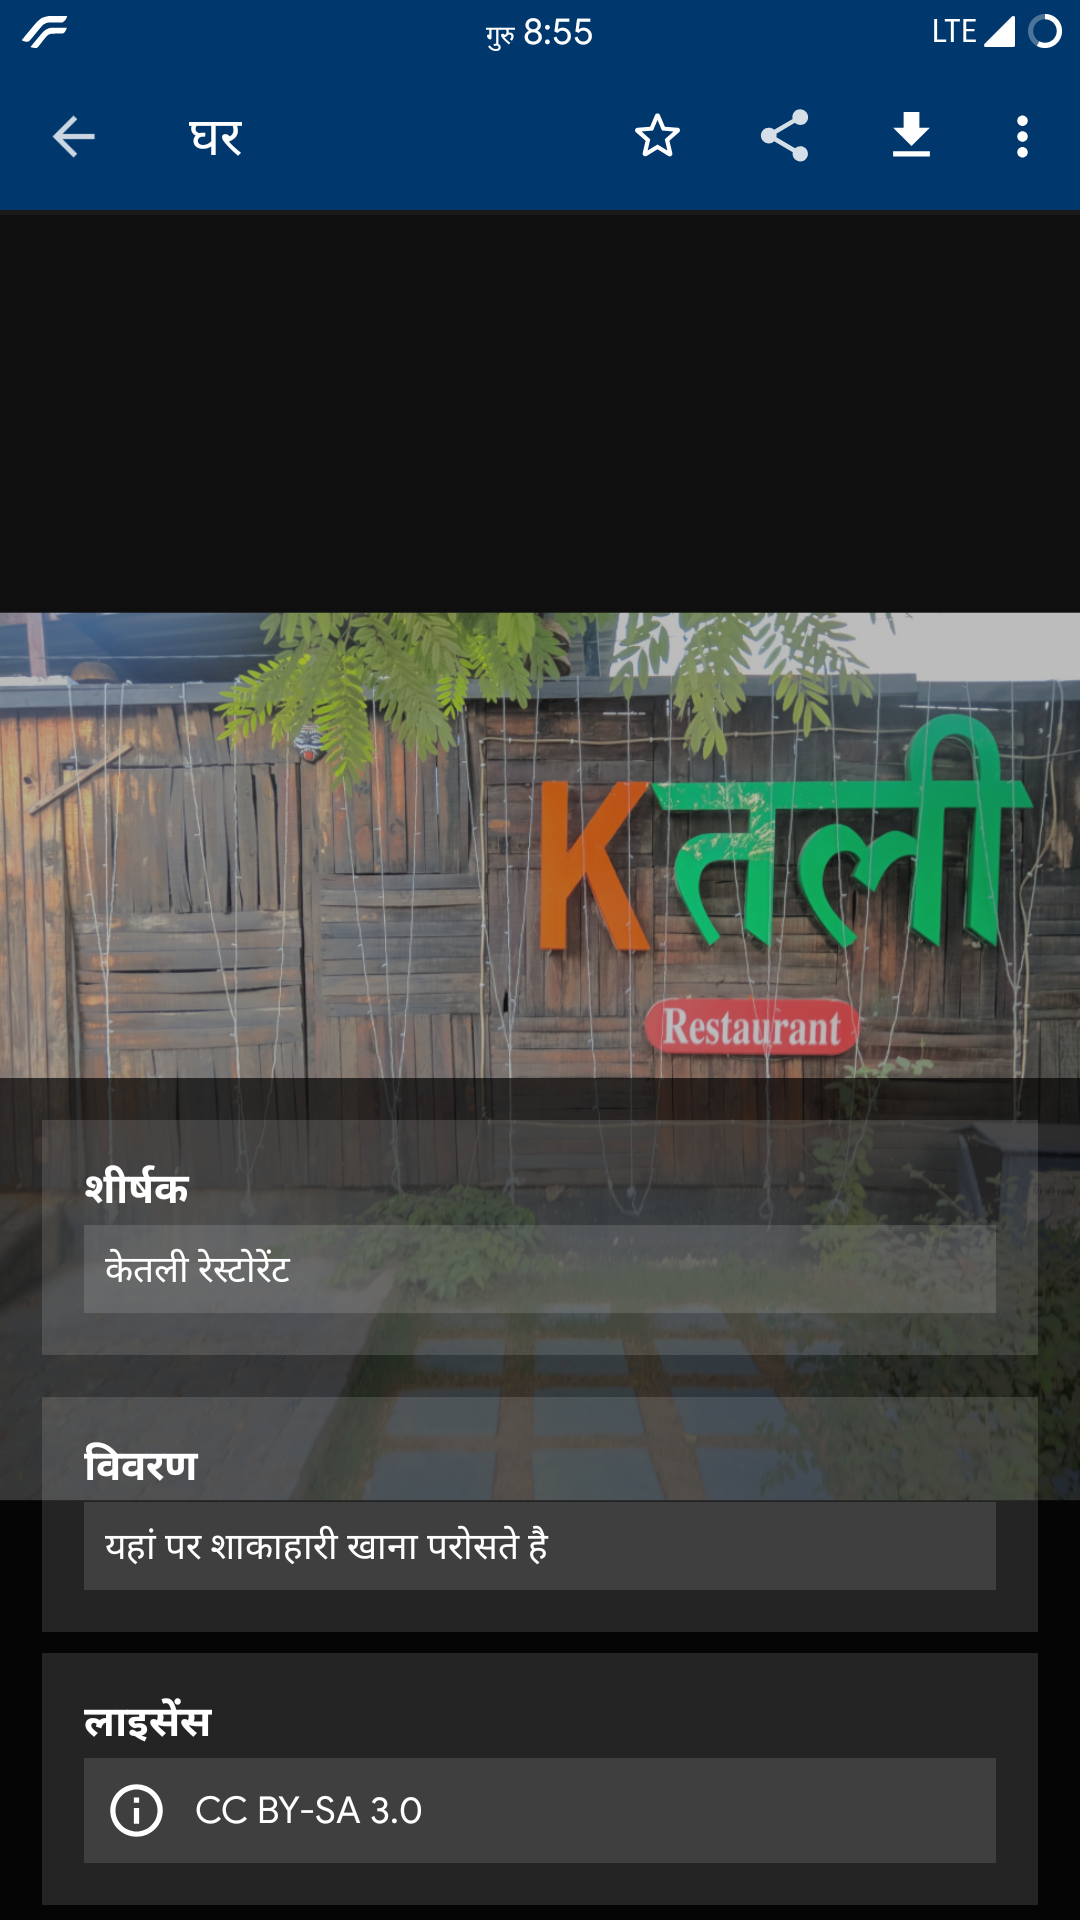 गुरु 8:55
LTE
घर
Kतली
Restaurant
शीर्षक
केतली रेस्टोरेंट
विवरण
यहां पर शाकाहारी खाना परोसते है
लाइसेंस
CC BY-SA 3.0